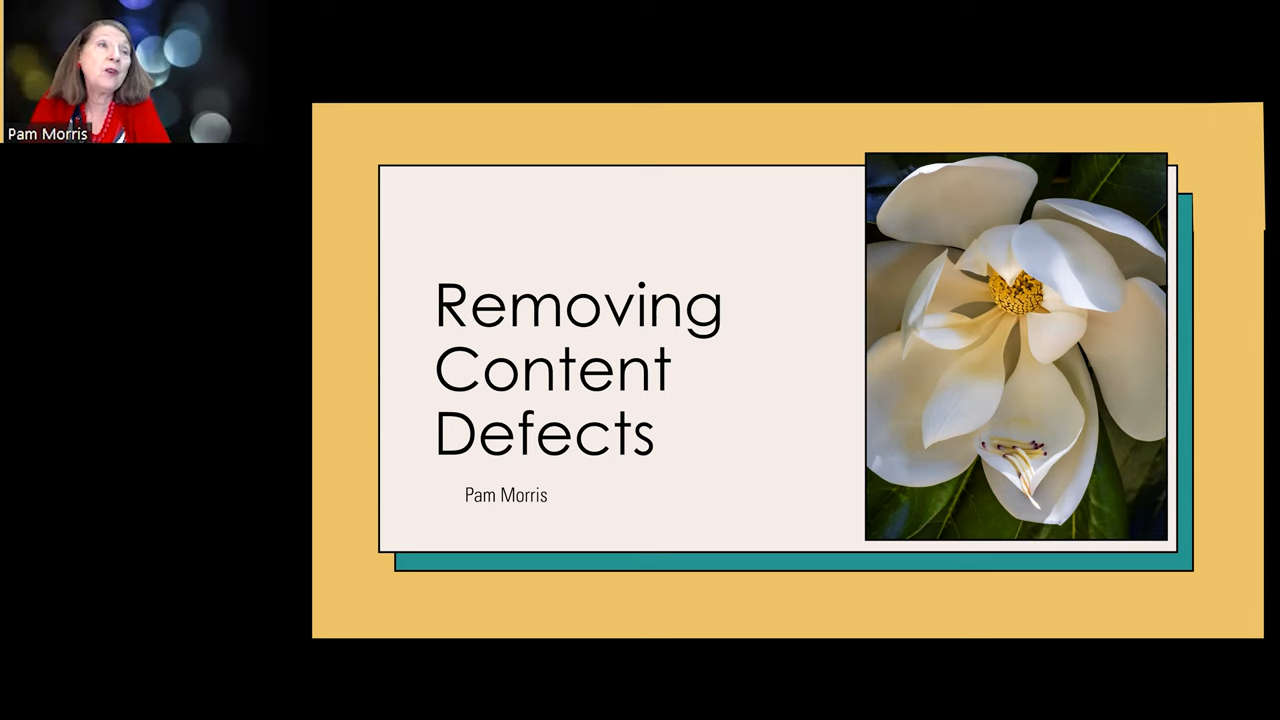 Pam Morris
Removing
Content
Defects
Pam Morris